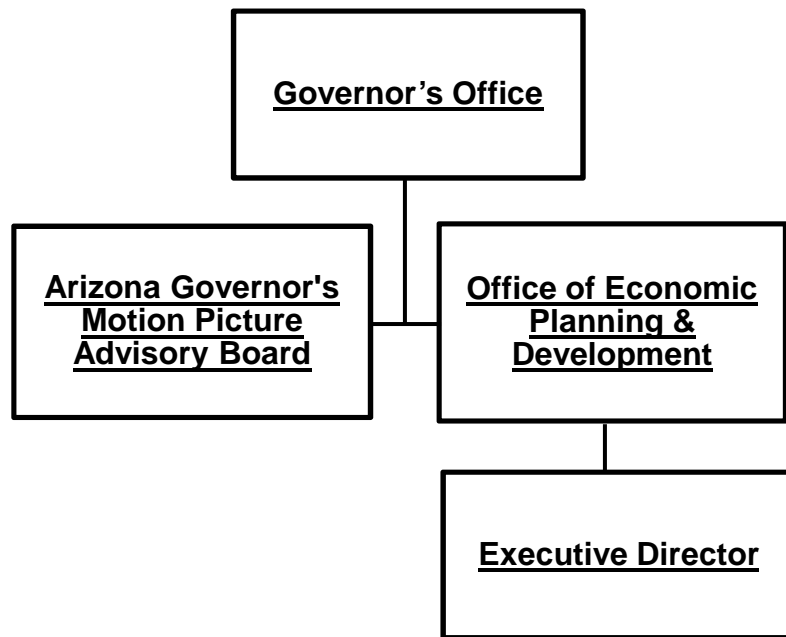 Governor’s Office
Arizona Governor's
Motion Picture
Advisory Board
Office of Economic
Planning &
Development
Executive Director